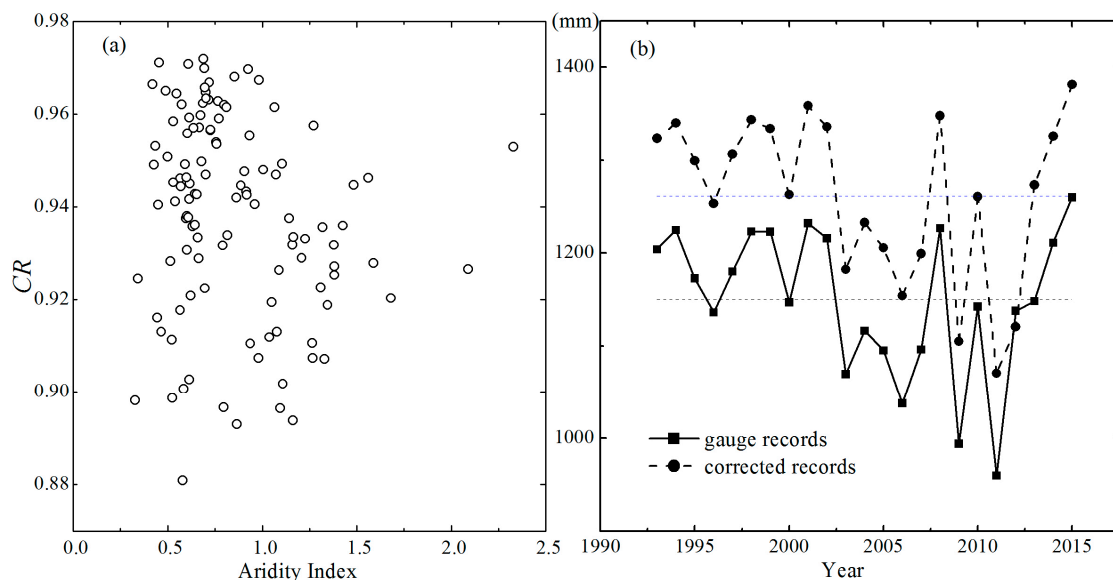 (a)
CR
0.98
0.96
0.94
0.92
0.90
0.88
0.0 0.5 1.0 1.5 2.0 2.5
Aridity Index
(mm)
(b)
1400
1200
1000
gauge records
corrected records
1990 1995 2000 2005 2010 2015
Year